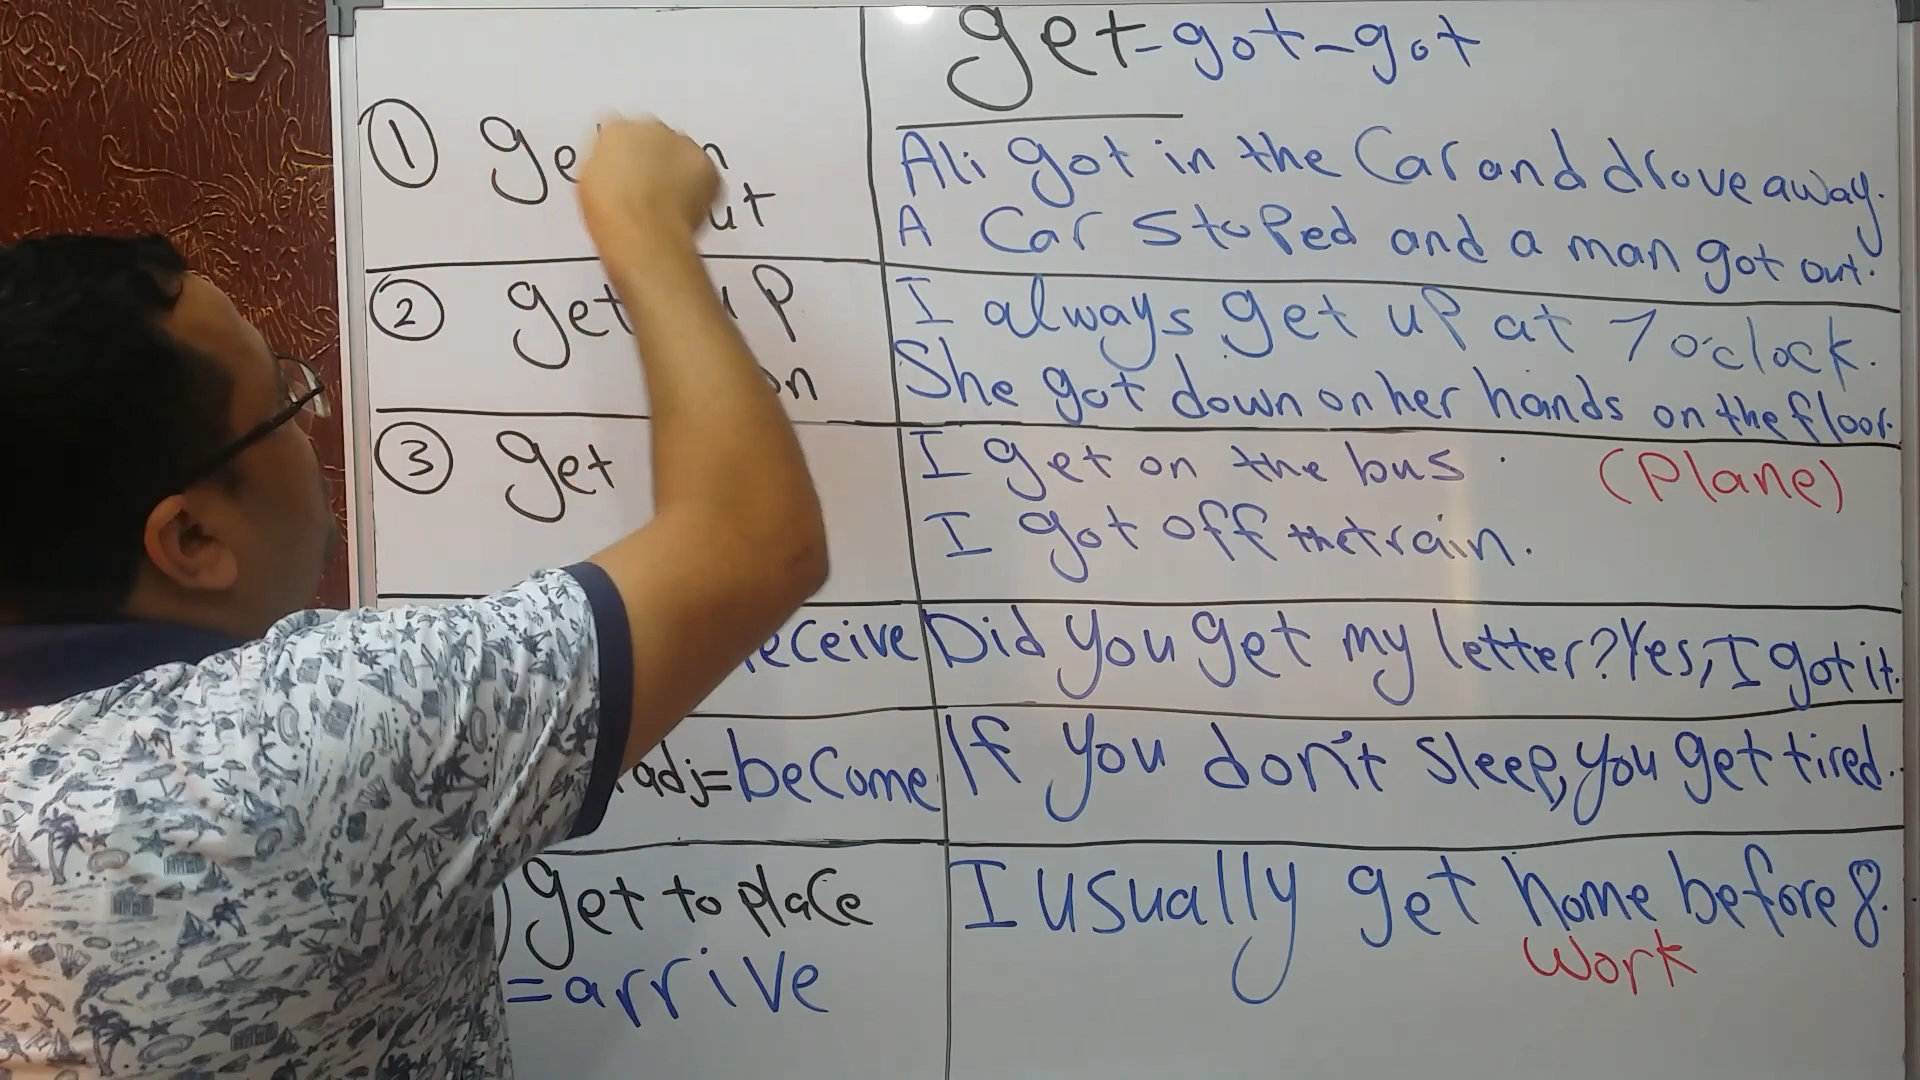 get-got-got
① get
Ali got in the Car and drove away.
A Car stoped and a man got out.
② get up
I always get up at 7 o'clock.
She got down on her hands on the floor.
③ get
I get on the bus. (Plane)
I got off the train.
receive
Did you get my letter? Yes, I got it.
adj=become
If you don't sleep, you get tired.
get to place
=arrive
I usually get home before 8.
work